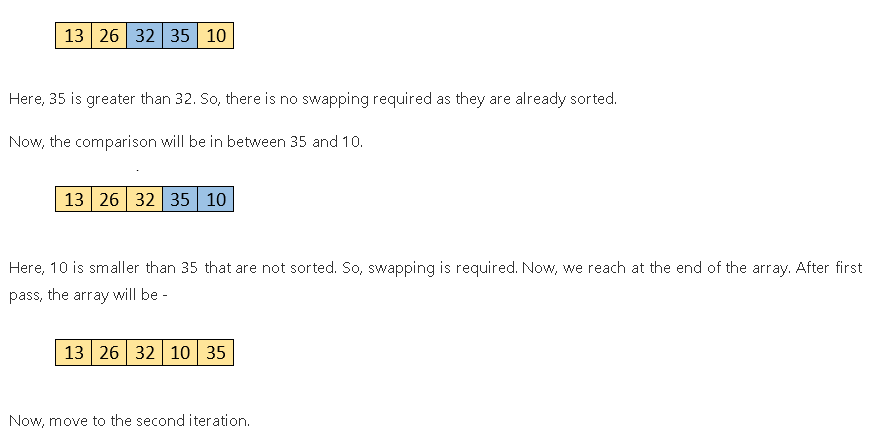 13 26 32 35 10
Here, 35 is greater than 32. So, there is no swapping required as they are already sorted.
Now, the comparison will be in between 35 and 10.
13 26 32 35 10
Here, 10 is smaller than 35 that are not sorted. So, swapping is required. Now, we reach at the end of the array. After first
pass, the array will be -
13 26 32 10 35
Now, move to the second iteration.